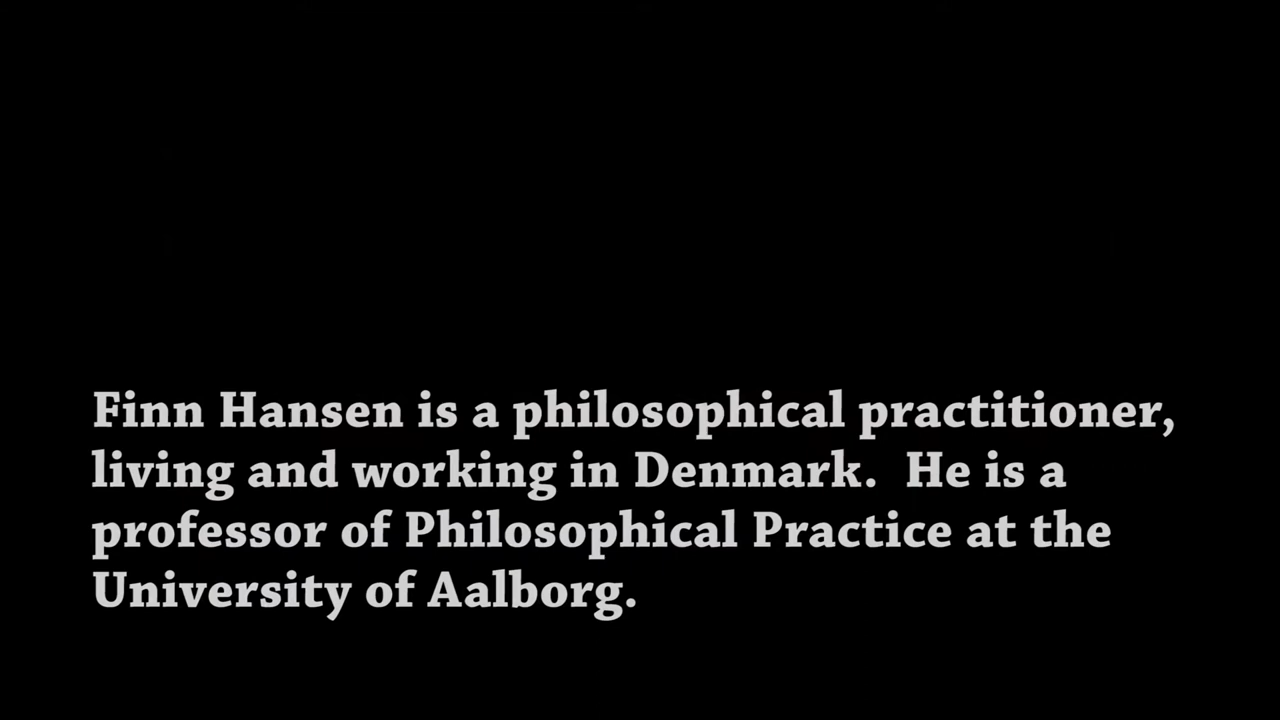 Finn Hansen is a philosophical practitioner,
living and working in Denmark.  He is a
professor of Philosophical Practice at the
University of Aalborg.